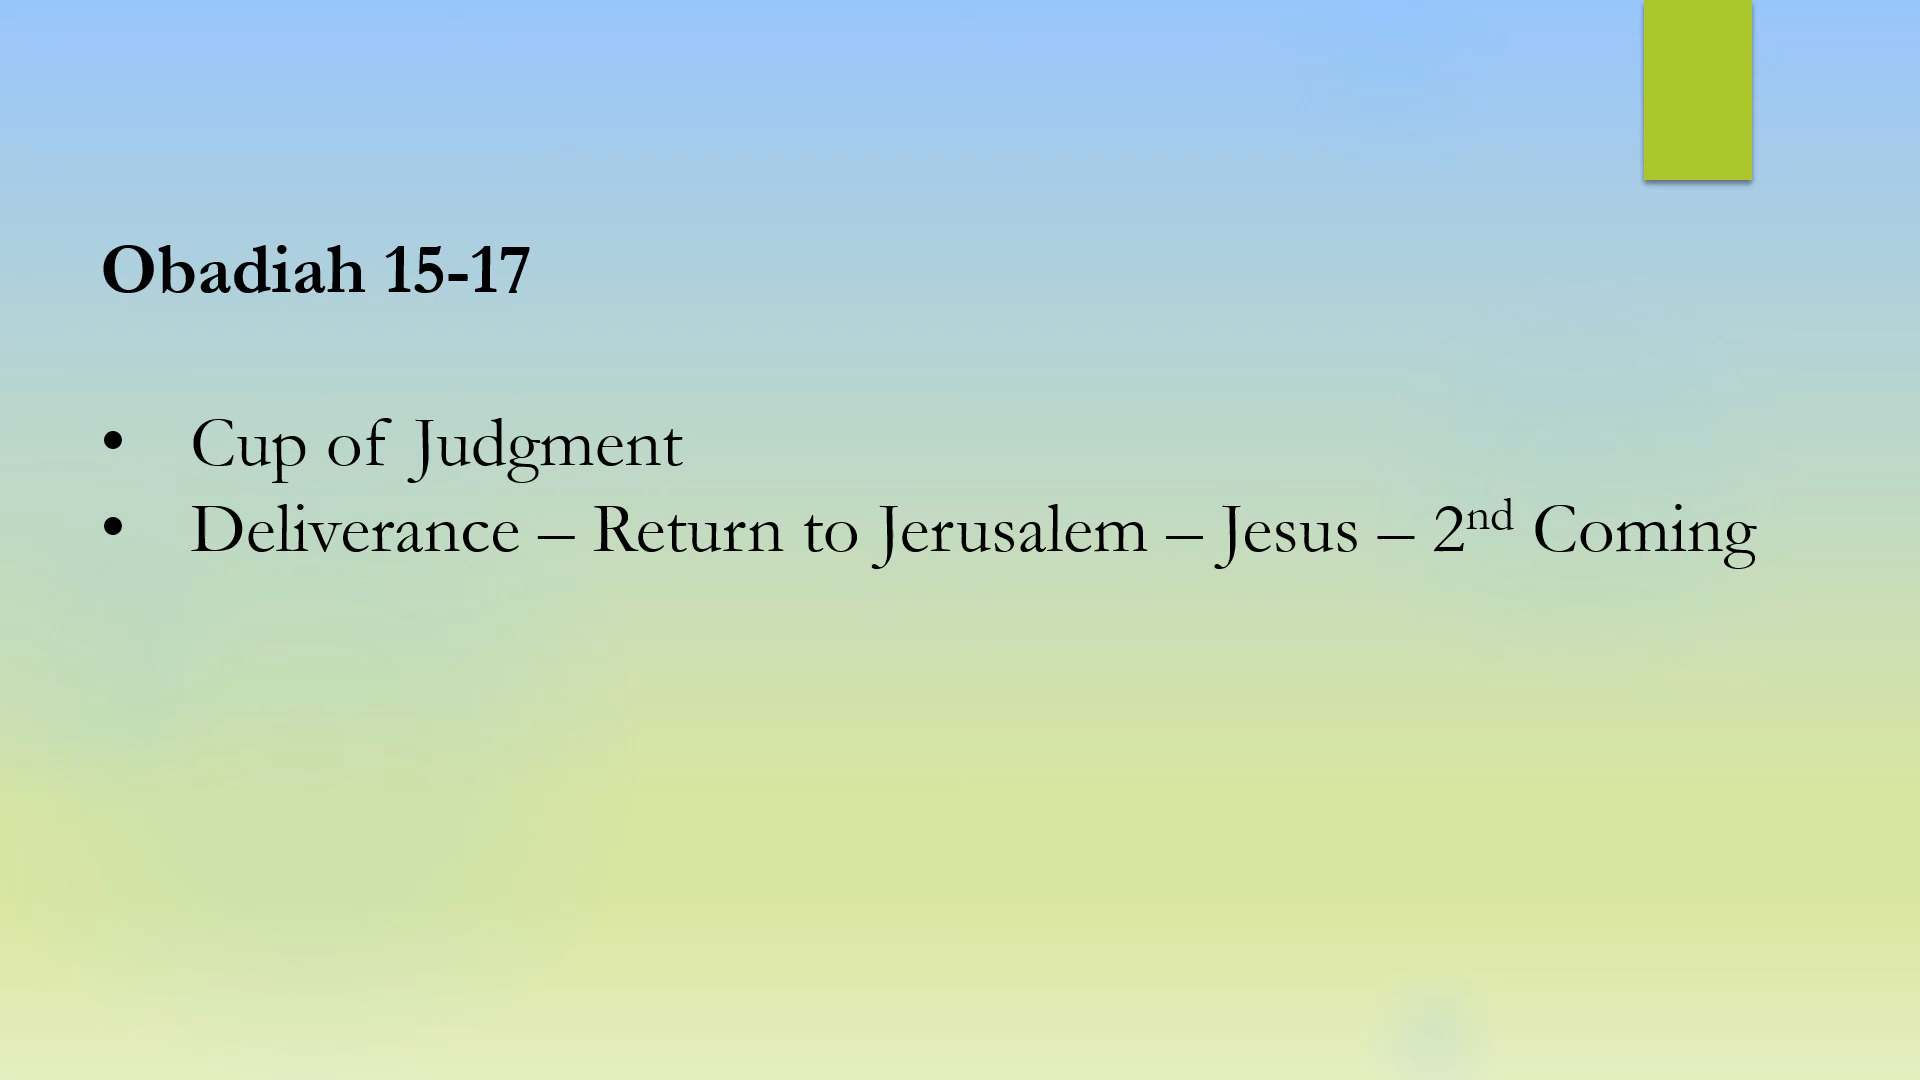 Obadiah 15-17
• Cup of Judgment
• Deliverance – Return to Jerusalem – Jesus – 2nd Coming